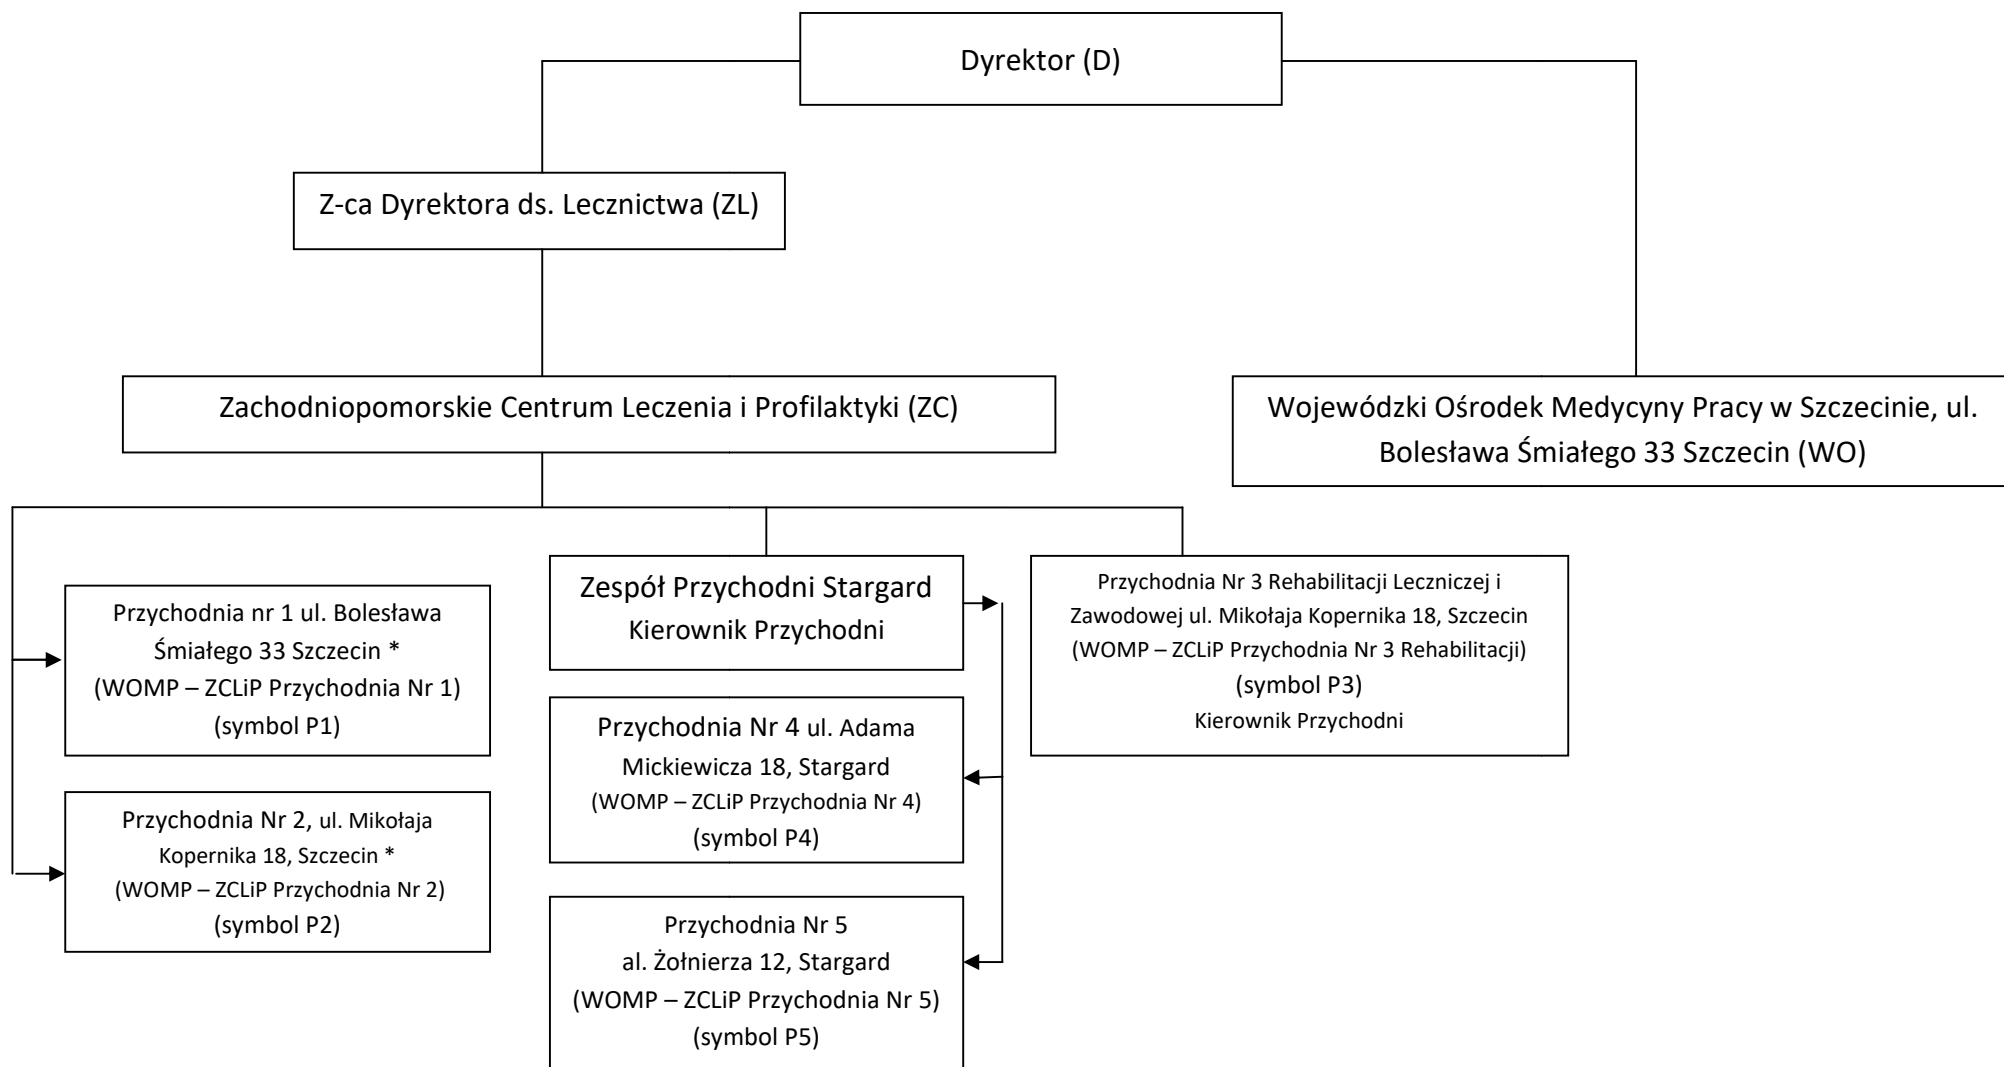 Dyrektor (D)
Z-ca Dyrektora ds. Lecznictwa (ZL)
Zachodniopomorskie Centrum Leczenia i Profilaktyki (ZC)
Wojewódzki Ośrodek Medycyny Pracy w Szczecinie, ul.
Bolesława Śmiałego 33 Szczecin (WO)
Przychodnia nr 1 ul. Bolesława
Śmiałego 33 Szczecin *
(WOMP – ZCLiP Przychodnia Nr 1)
(symbol P1)
Przychodnia Nr 2, ul. Mikołaja
Kopernika 18, Szczecin *
(WOMP – ZCLiP Przychodnia Nr 2)
(symbol P2)
Zespół Przychodni Stargard
Kierownik Przychodni
Przychodnia Nr 4 ul. Adama
Mickiewicza 18, Stargard
(WOMP – ZCLiP Przychodnia Nr 4)
(symbol P4)
Przychodnia Nr 5
al. Żołnierza 12, Stargard
(WOMP – ZCLiP Przychodnia Nr 5)
(symbol P5)
Przychodnia Nr 3 Rehabilitacji Leczniczej i
Zawodowej ul. Mikołaja Kopernika 18, Szczecin
(WOMP – ZCLiP Przychodnia Nr 3 Rehabilitacji)
(symbol P3)
Kierownik Przychodni